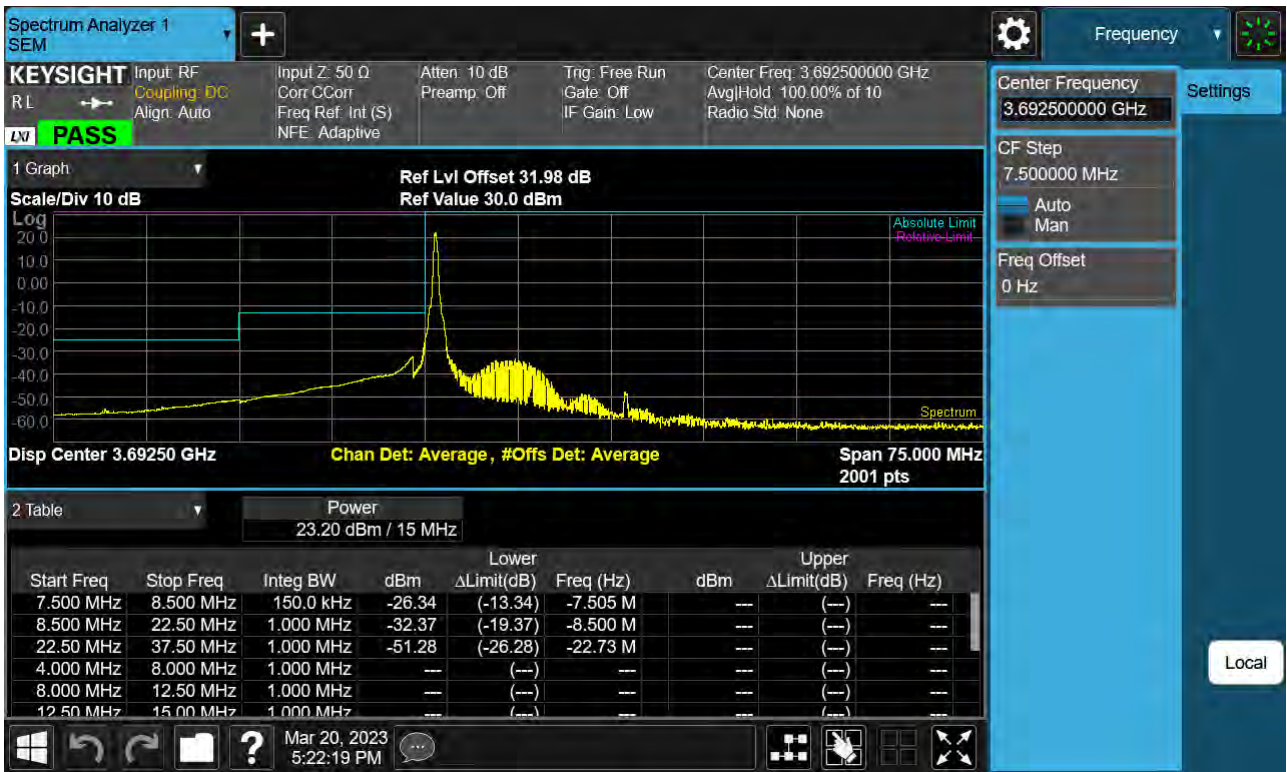 Spectrum Analyzer 1
SEM
Frequency
KEYSIGHT
R L
LXI
PASS
Input: RF
Coupling: DC
Align: Auto
Input Z: 50 Ω
Corr CCorr
Freq Ref: Int (S)
NFE: Adaptive
Atten: 10 dB
Preamp: Off
Trig: Free Run
Gate: Off
IF Gain: Low
Center Freq: 3.692500000 GHz
Avg|Hold: 100.00% of 10
Radio Std: None
Center Frequency
3.692500000 GHz
Settings
CF Step
7.500000 MHz
Auto
Man
Freq Offset
0 Hz
Local
1 Graph
Scale/Div 10 dB
Ref Lvl Offset 31.98 dB
Ref Value 30.0 dBm
Log
20.0
10.0
0.00
-10.0
-20.0
-30.0
-40.0
-50.0
-60.0
Absolute Limit
Relative Limit
Spectrum
Disp Center 3.69250 GHz
Chan Det: Average, #Offs Det: Average
Span 75.000 MHz
2001 pts
2 Table
Power
23.20 dBm / 15 MHz
Lower Upper
Start Freq Stop Freq Integ BW dBm ΔLimit(dB) Freq (Hz) dBm ΔLimit(dB) Freq (Hz)
7.500 MHz 8.500 MHz 150.0 kHz -26.34 (-13.34) -7.505 M --- (---) ---
8.500 MHz 22.50 MHz 1.000 MHz -32.37 (-19.37) -8.500 M --- (---) ---
22.50 MHz 37.50 MHz 1.000 MHz -51.28 (-26.28) -22.73 M --- (---) ---
4.000 MHz 8.000 MHz 1.000 MHz --- (---) --- --- (---) ---
8.000 MHz 12.50 MHz 1.000 MHz --- (---) --- --- (---) ---
12.50 MHz 15.00 MHz 1.000 MHz --- (---) --- --- (---) ---
Mar 20, 2023
5:22:19 PM